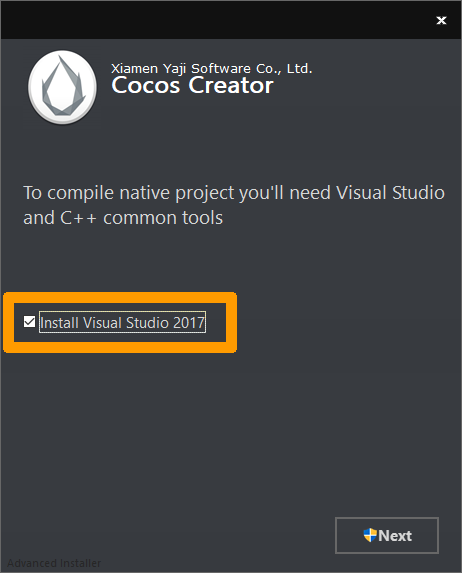 Xiamen Yaji Software Co., Ltd.
Cocos Creator
To compile native project you'll need Visual Studio
and C++ common tools
Install Visual Studio 2017
Next
Advanced Installer